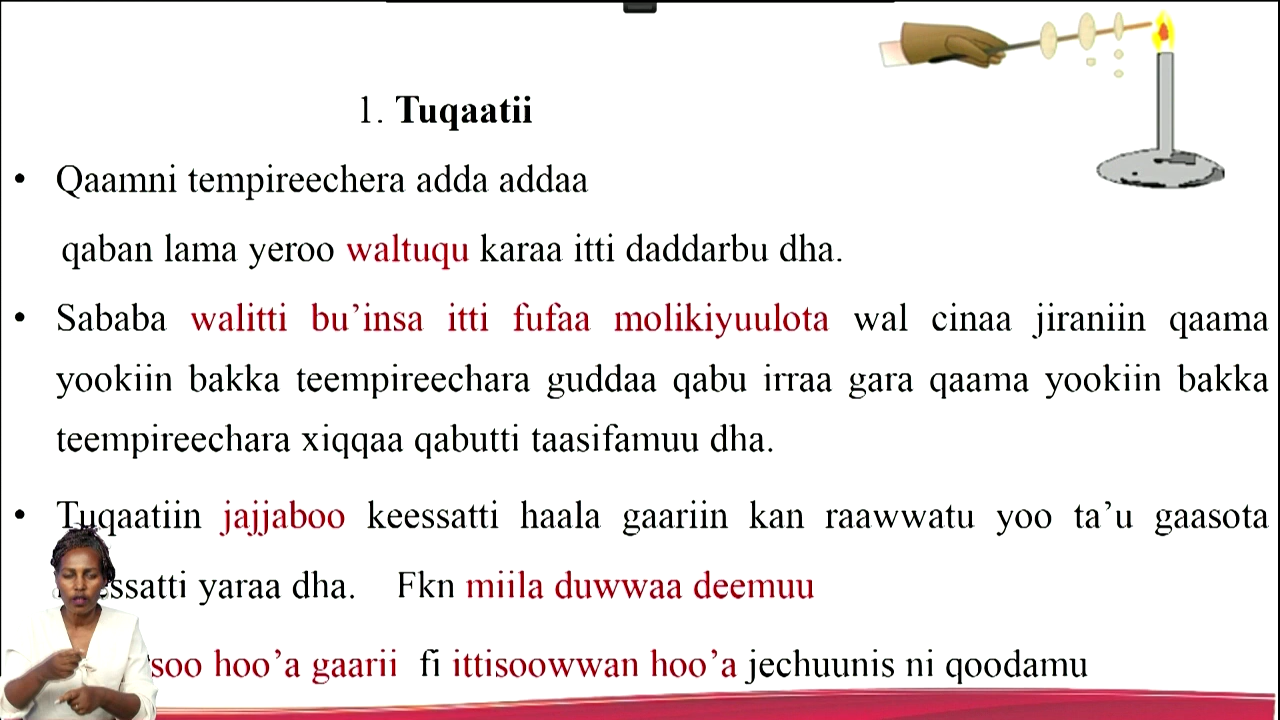 1. Tuqaatii
• Qaamni tempireechera adda addaa
qaban lama yeroo waltuqu karaa itti daddarbu dha.
• Sababa walitti bu’insa itti fufaa molikiyuulota wal cinaa jiraniin qaama
yookiin bakka teempireechara guddaa qabu irraa gara qaama yookiin bakka
teempireechara xiqqaa qabutti taasifamuu dha.
• Tuqaatiin jajjaboo keessatti haala gaariin kan raawwatu yoo ta’u gaasota
yaraa dha. Fkn miila duwwaa deemuu
hoo’a gaarii fi ittisoowwan hoo’a jechuunis ni qoodamu